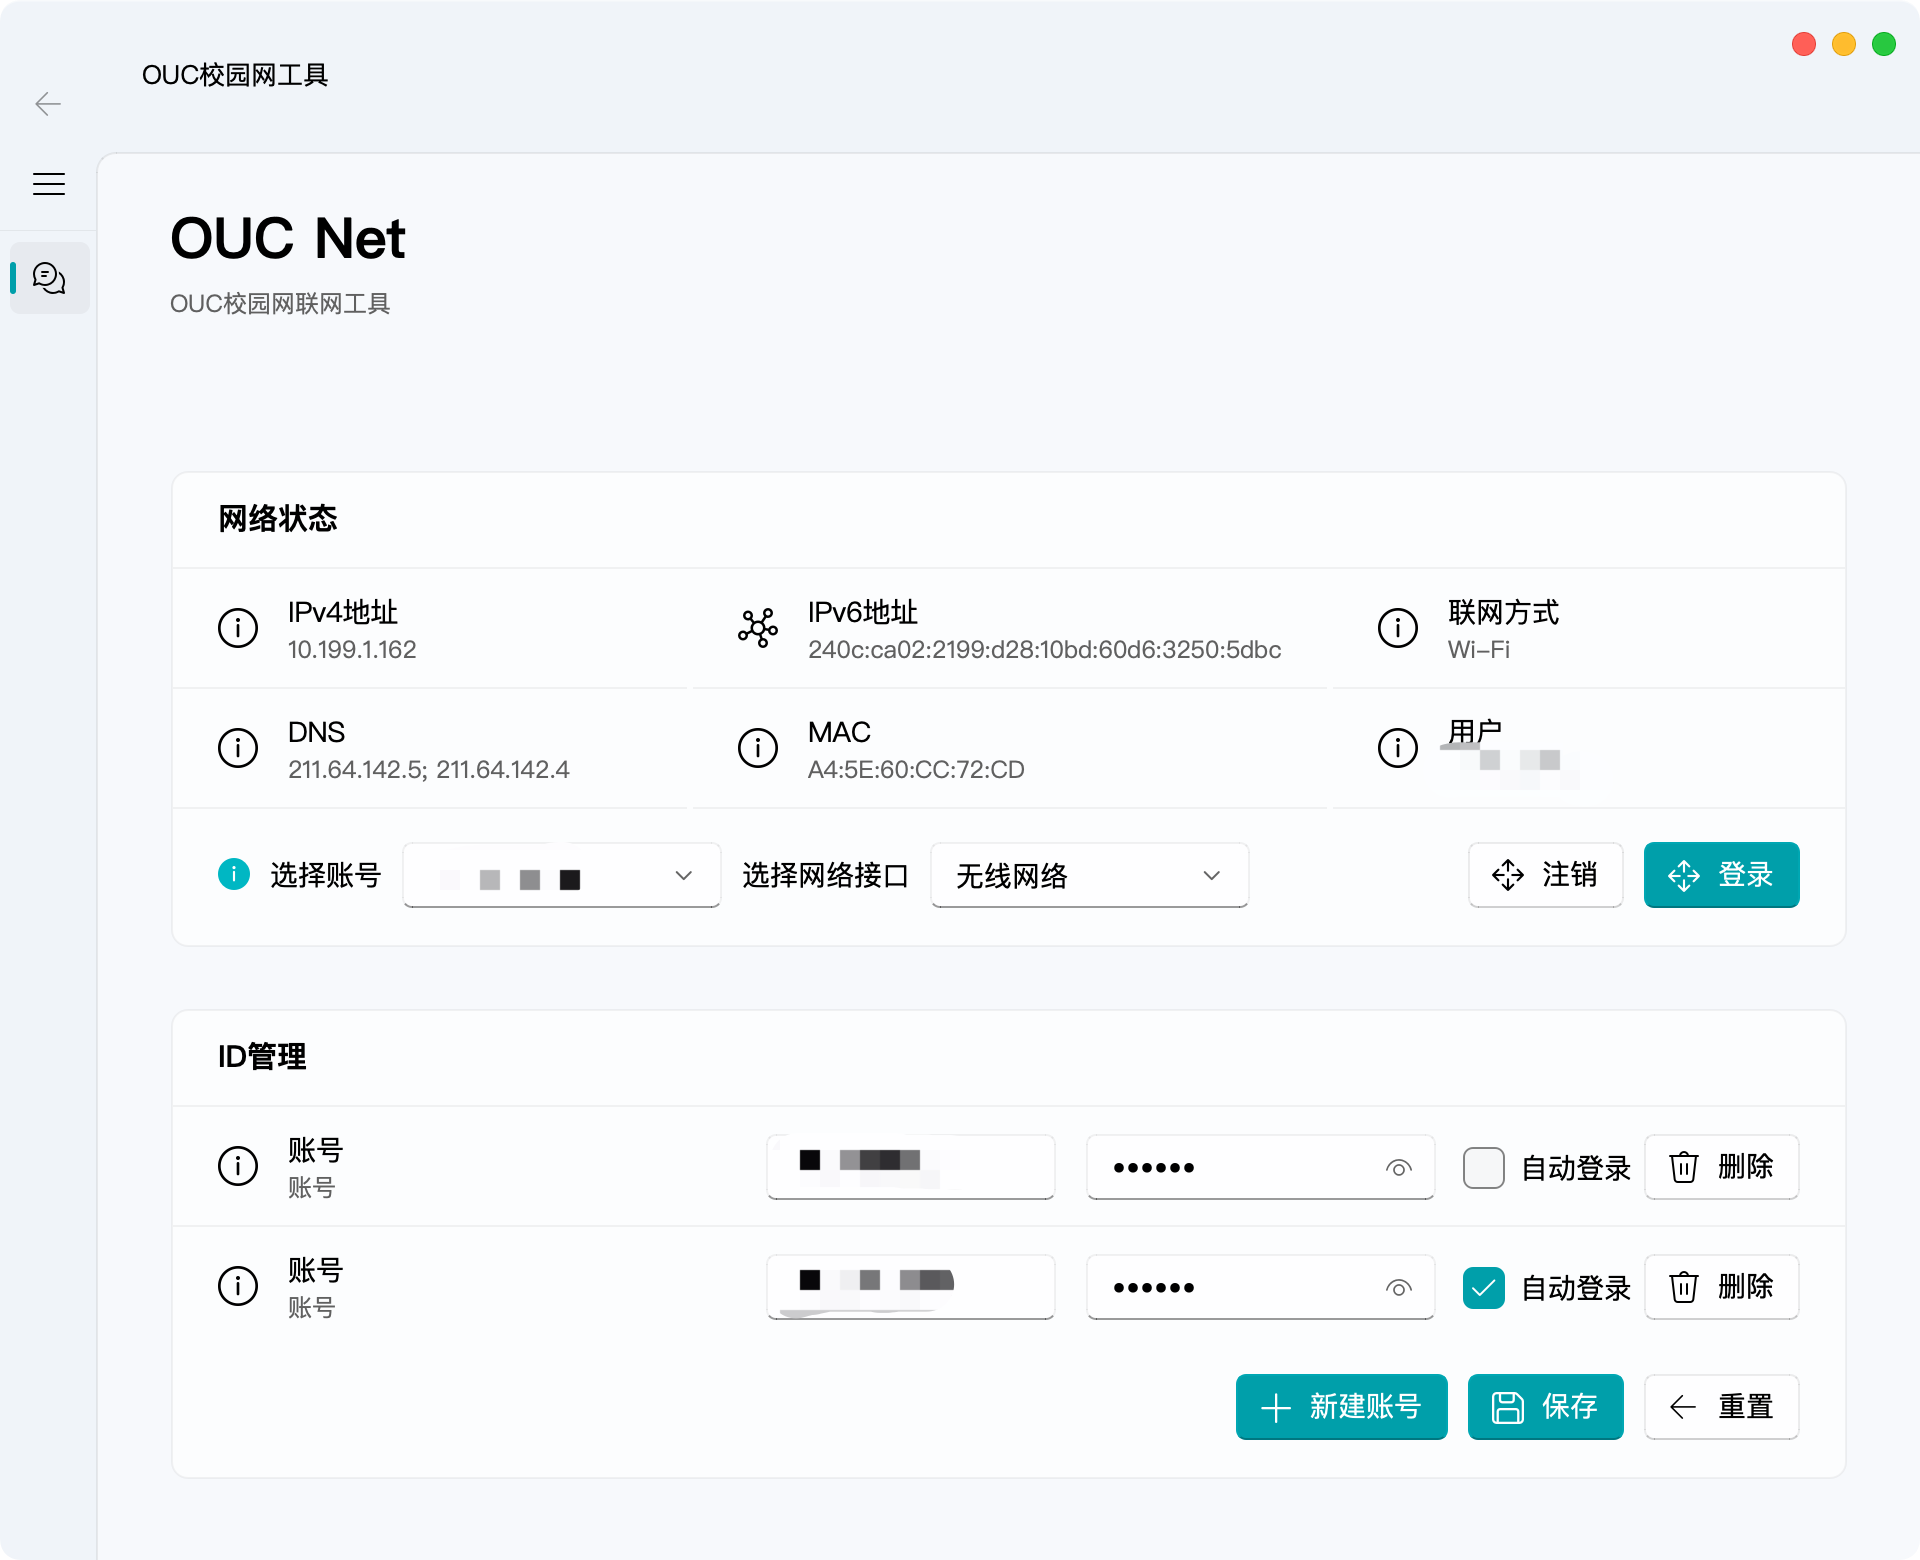 OUC校园网工具
OUC Net
OUC校园网联网工具
网络状态
IPv4地址
10.199.1.162
IPv6地址
240c:ca02:2199:d28:10bd:60d6:3250:5dbc
联网方式
Wi-Fi
DNS
211.64.142.5; 211.64.142.4
MAC
A4:5E:60:CC:72:CD
用户
选择账号
选择网络接口
无线网络
注销
登录
ID管理
账号
账号
自动登录
删除
账号
账号
自动登录
删除
新建账号
保存
重置